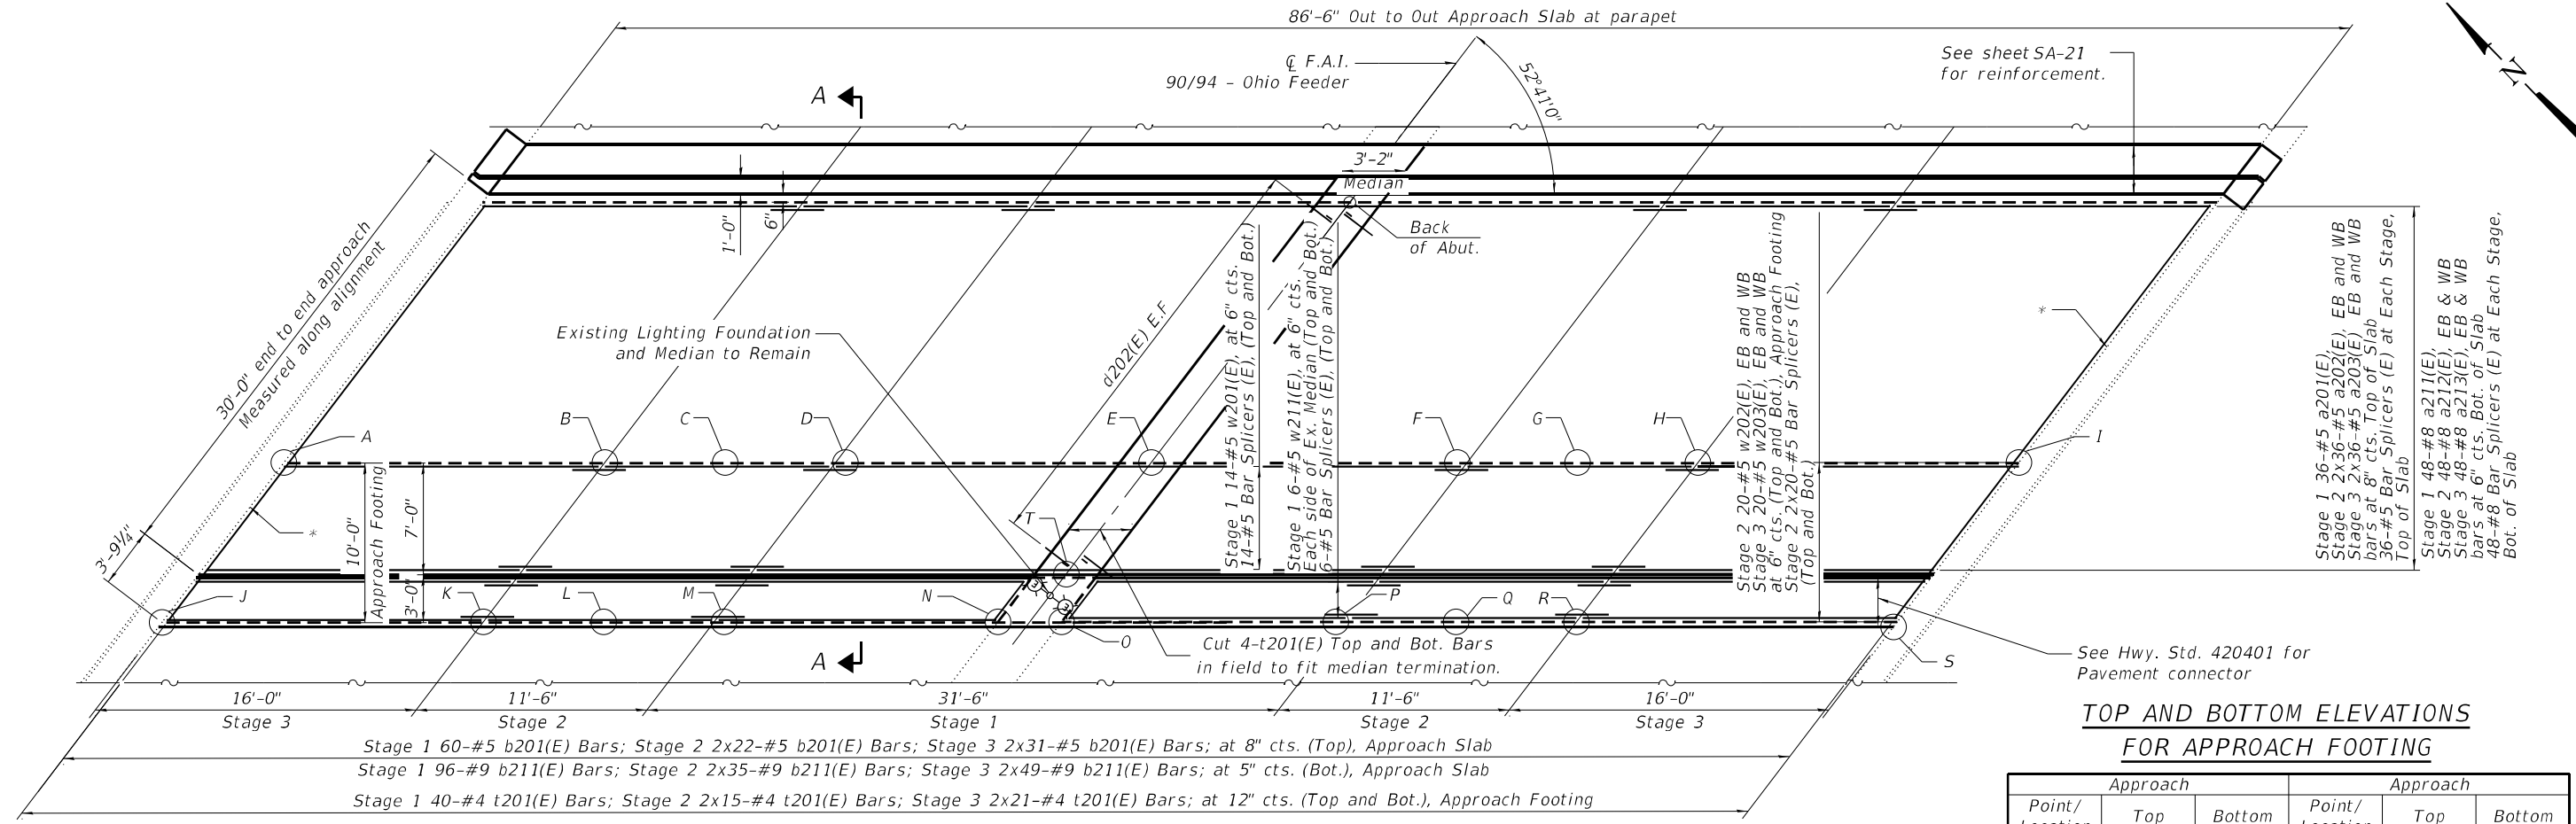 86'-6" Out to Out Approach Slab at parapet
℄ F.A.I.
90/94 - Ohio Feeder
52°41'0"
See sheet SA-21
for reinforcement.
N
A
3'-2"
Median
1'-0"
6"
Back
of Abut.
30'-0" end to end approach
Measured along alignment
Existing Lighting Foundation
and Median to Remain
d202(E) E.F
Stage 1 14-#5 w201(E), at 6" cts.
14-#5 Bar Splicers (E), (Top and Bot.)
Stage 1 6-#5 w211(E), at 6" cts.
Each side of Ex. Median (Top and Bot.)
6-#5 Bar Splicers (E), (Top and Bot.)
Stage 2 20-#5 w202(E), EB and WB
Stage 3 20-#5 w203(E), EB and WB
at 6" cts. (Top and Bot.), Approach Footing
Stage 2 2x20-#5 Bar Splicers (E),
(Top and Bot.)
Stage 1 36-#5 a201(E),
Stage 2 2x36-#5 a202(E), EB and WB
Stage 3 2x36-#5 a203(E), EB and WB
bars at 8" cts. Top of Slab
36-#5 Bar Splicers (E) at Each Stage,
Top of Slab
Stage 1 48-#8 a211(E),
Stage 2 48-#8 a212(E), EB & WB
Stage 3 48-#8 a213(E), EB & WB
bars at 6" cts. Bot. of Slab
48-#8 Bar Splicers (E) at Each Stage,
Bot. of Slab
*
A
B
C
D
E
F
G
H
I
3'-9¼"
*
10'-0"
Approach Footing
7'-0"
3'-0"
T
J
K
L
M
N
O
P
Q
R
S
3
3
A
Cut 4-t201(E) Top and Bot. Bars
in field to fit median termination.
See Hwy. Std. 420401 for
Pavement connector
16'-0"
Stage 3
11'-6"
Stage 2
31'-6"
Stage 1
11'-6"
Stage 2
16'-0"
Stage 3
Stage 1 60-#5 b201(E) Bars; Stage 2 2x22-#5 b201(E) Bars; Stage 3 2x31-#5 b201(E) Bars; at 8" cts. (Top), Approach Slab
Stage 1 96-#9 b211(E) Bars; Stage 2 2x35-#9 b211(E) Bars; Stage 3 2x49-#9 b211(E) Bars; at 5" cts. (Bot.), Approach Slab
Stage 1 40-#4 t201(E) Bars; Stage 2 2x15-#4 t201(E) Bars; Stage 3 2x21-#4 t201(E) Bars; at 12" cts. (Top and Bot.), Approach Footing
TOP AND BOTTOM ELEVATIONS
FOR APPROACH FOOTING
Approach Approach
Point/ Top Bottom Point/ Top Bottom